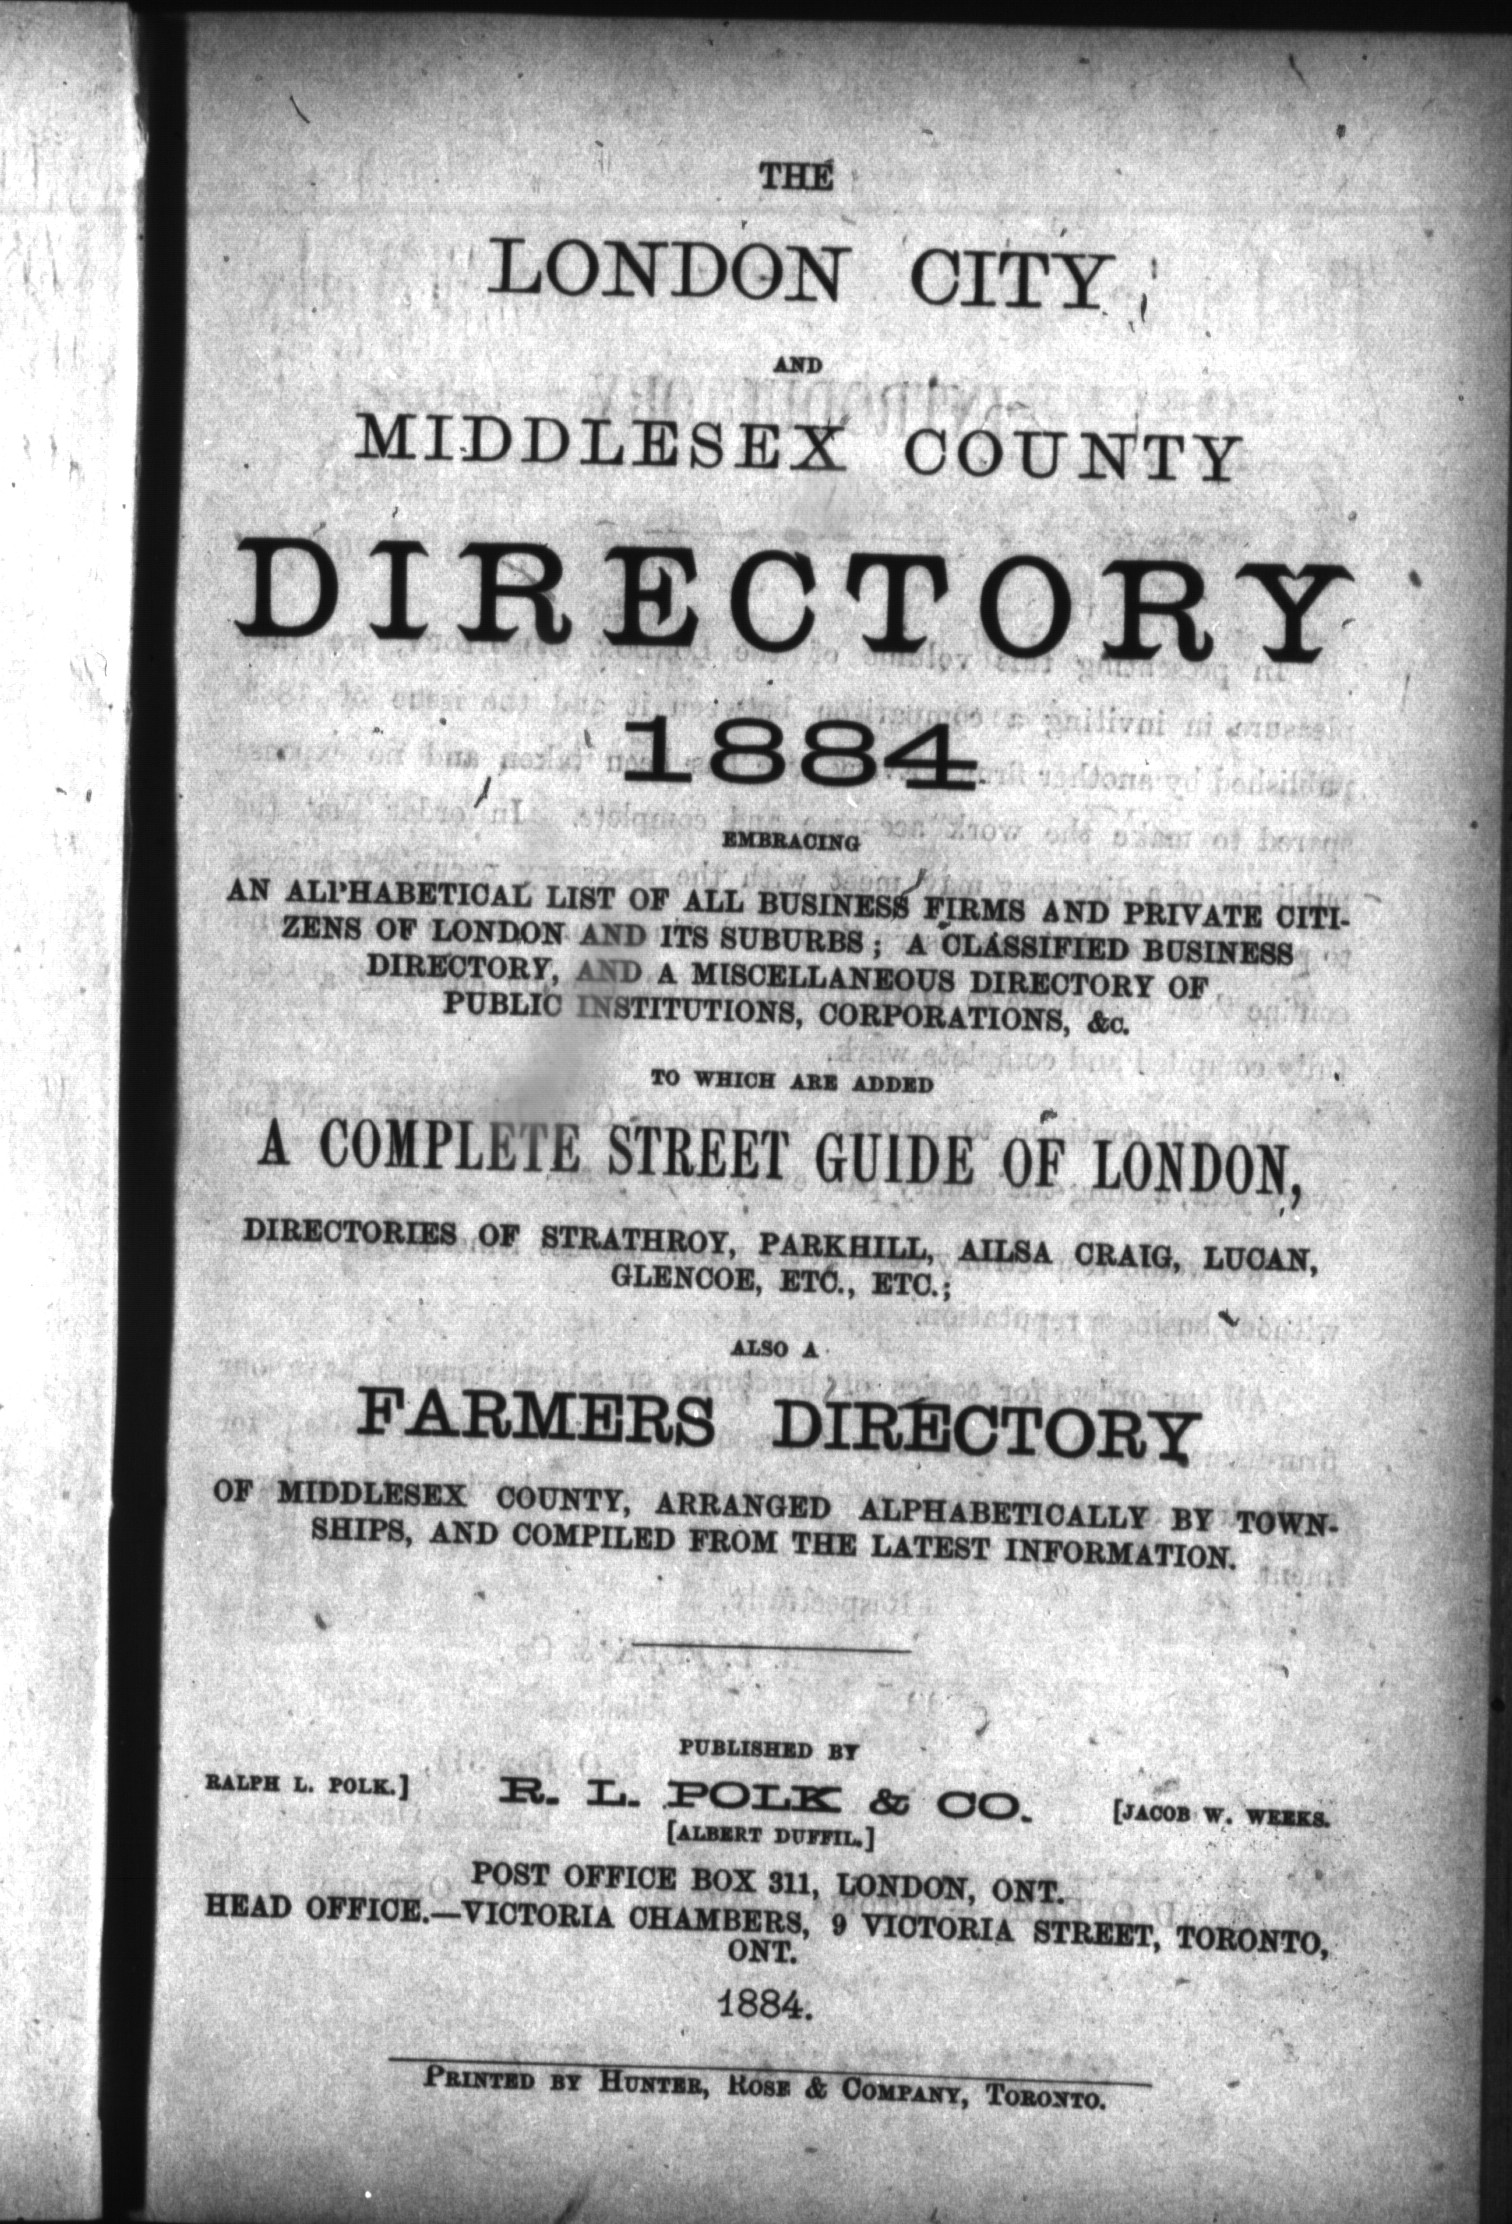 THE
LONDON CITY
AND
MIDDLESEX COUNTY
DIRECTORY
1884
EMBRACING
AN ALPHABETICAL LIST OF ALL BUSINESS FIRMS AND PRIVATE CITI-
ZENS OF LONDON AND ITS SUBURBS; A CLASSIFIED BUSINESS
DIRECTORY, AND A MISCELLANEOUS DIRECTORY OF
PUBLIC INSTITUTIONS, CORPORATIONS, &c.
TO WHICH ARE ADDED
A COMPLETE STREET GUIDE OF LONDON,
DIRECTORIES OF STRATHROY, PARKHILL, AILSA CRAIG, LUCAN,
GLENCOE, ETC., ETC.;
ALSO A
FARMERS DIRECTORY
OF MIDDLESEX COUNTY, ARRANGED ALPHABETICALLY BY TOWN-
SHIPS, AND COMPILED FROM THE LATEST INFORMATION.
PUBLISHED BY
RALPH L. POLK.] R. L. POLK & CO. [JACOB W. WEEKS.
[ALBERT DUFFIL.]
POST OFFICE BOX 311, LONDON, ONT.
HEAD OFFICE.—VICTORIA CHAMBERS, 9 VICTORIA STREET, TORONTO,
ONT.
1884.
PRINTED BY HUNTER, ROSE & COMPANY, TORONTO.